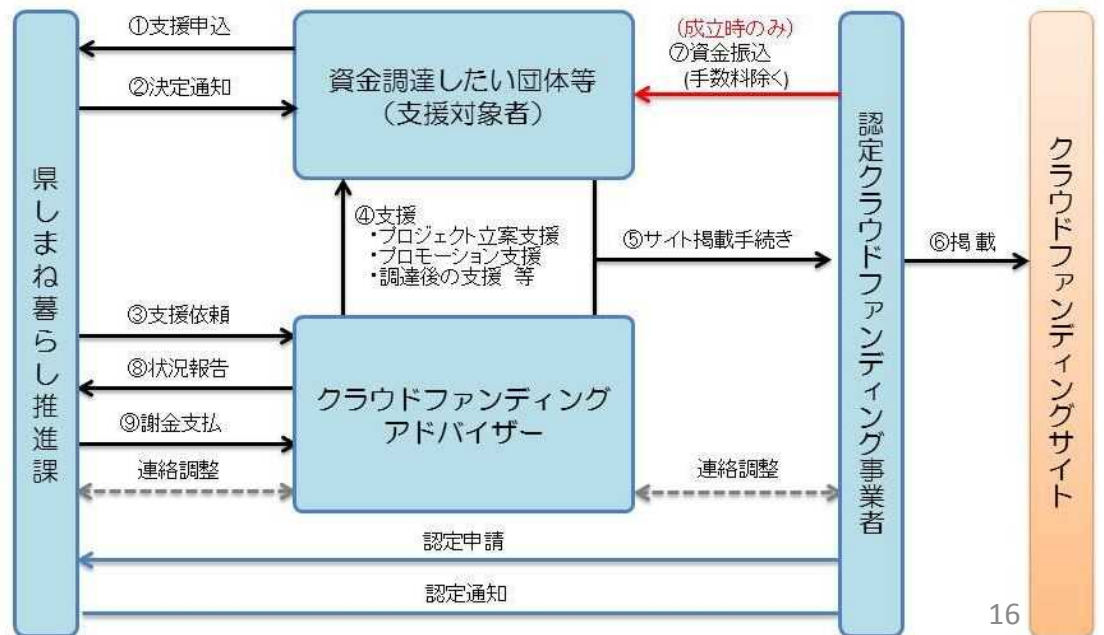 県しまね暮らし推進課
①支援申込
②決定通知
資金調達したい団体等
（支援対象者）
(成立時のみ)
⑦資金振込
(手数料除く)
④支援
・プロジェクト立案支援
・プロモーション支援
・調達後の支援 等
⑤サイト掲載手続き
⑥掲載
③支援依頼
⑧状況報告
⑨謝金支払
連絡調整
クラウドファンディング
アドバイザー
連絡調整
認定申請
認定通知
認定クラウドファンディング事業者
クラウドファンディングサイト
16